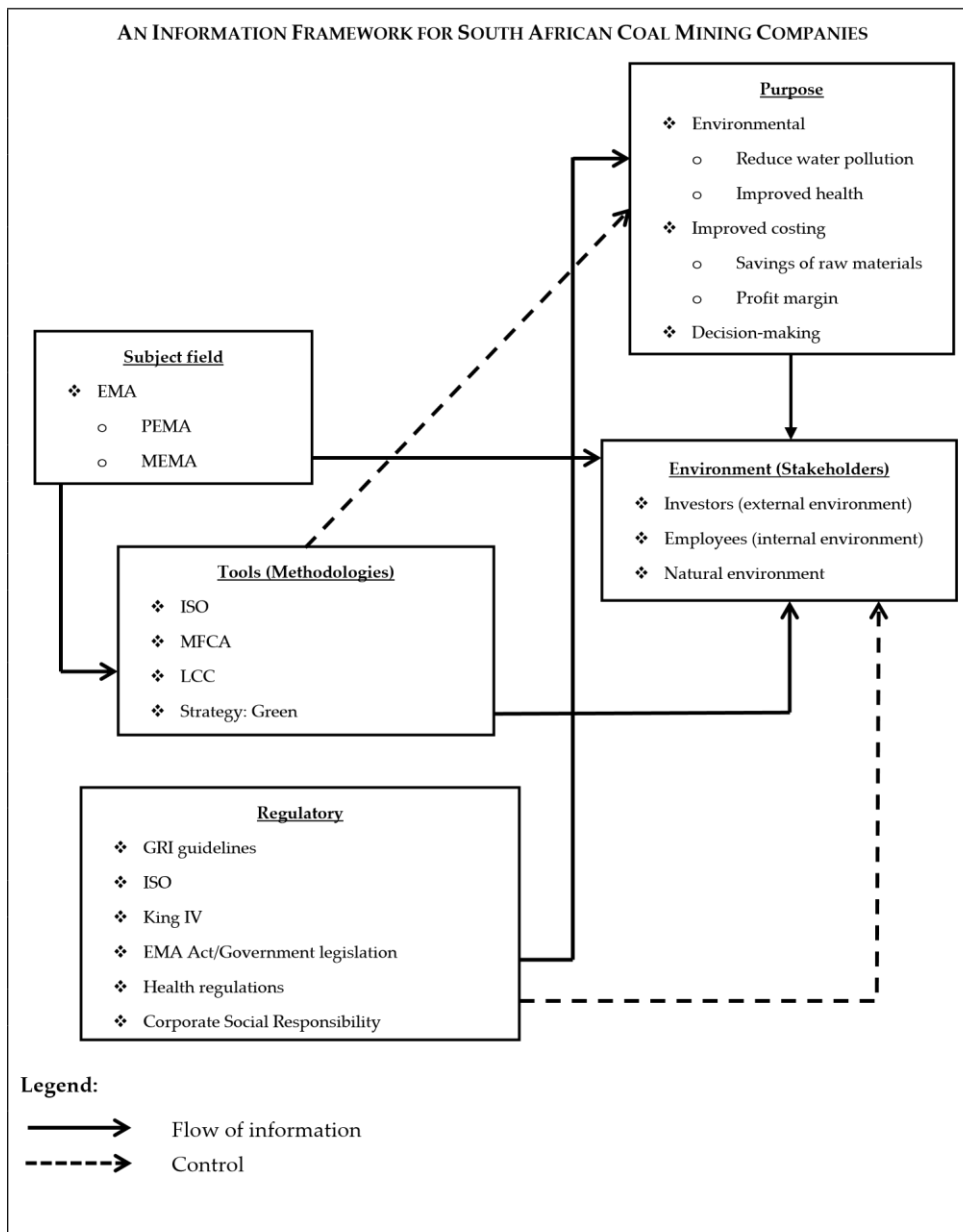 AN INFORMATION FRAMEWORK FOR SOUTH AFRICAN COAL MINING COMPANIES
Purpose
❖ Environmental
o Reduce water pollution
o Improved health
❖ Improved costing
o Savings of raw materials
o Profit margin
❖ Decision-making
Subject field
❖ EMA
o PEMA
o MEMA
Environment (Stakeholders)
❖ Investors (external environment)
❖ Employees (internal environment)
❖ Natural environment
Tools (Methodologies)
❖ ISO
❖ MFCA
❖ LCC
❖ Strategy: Green
Regulatory
❖ GRI guidelines
❖ ISO
❖ King IV
❖ EMA Act/Government legislation
❖ Health regulations
❖ Corporate Social Responsibility
Legend:
Flow of information
Control